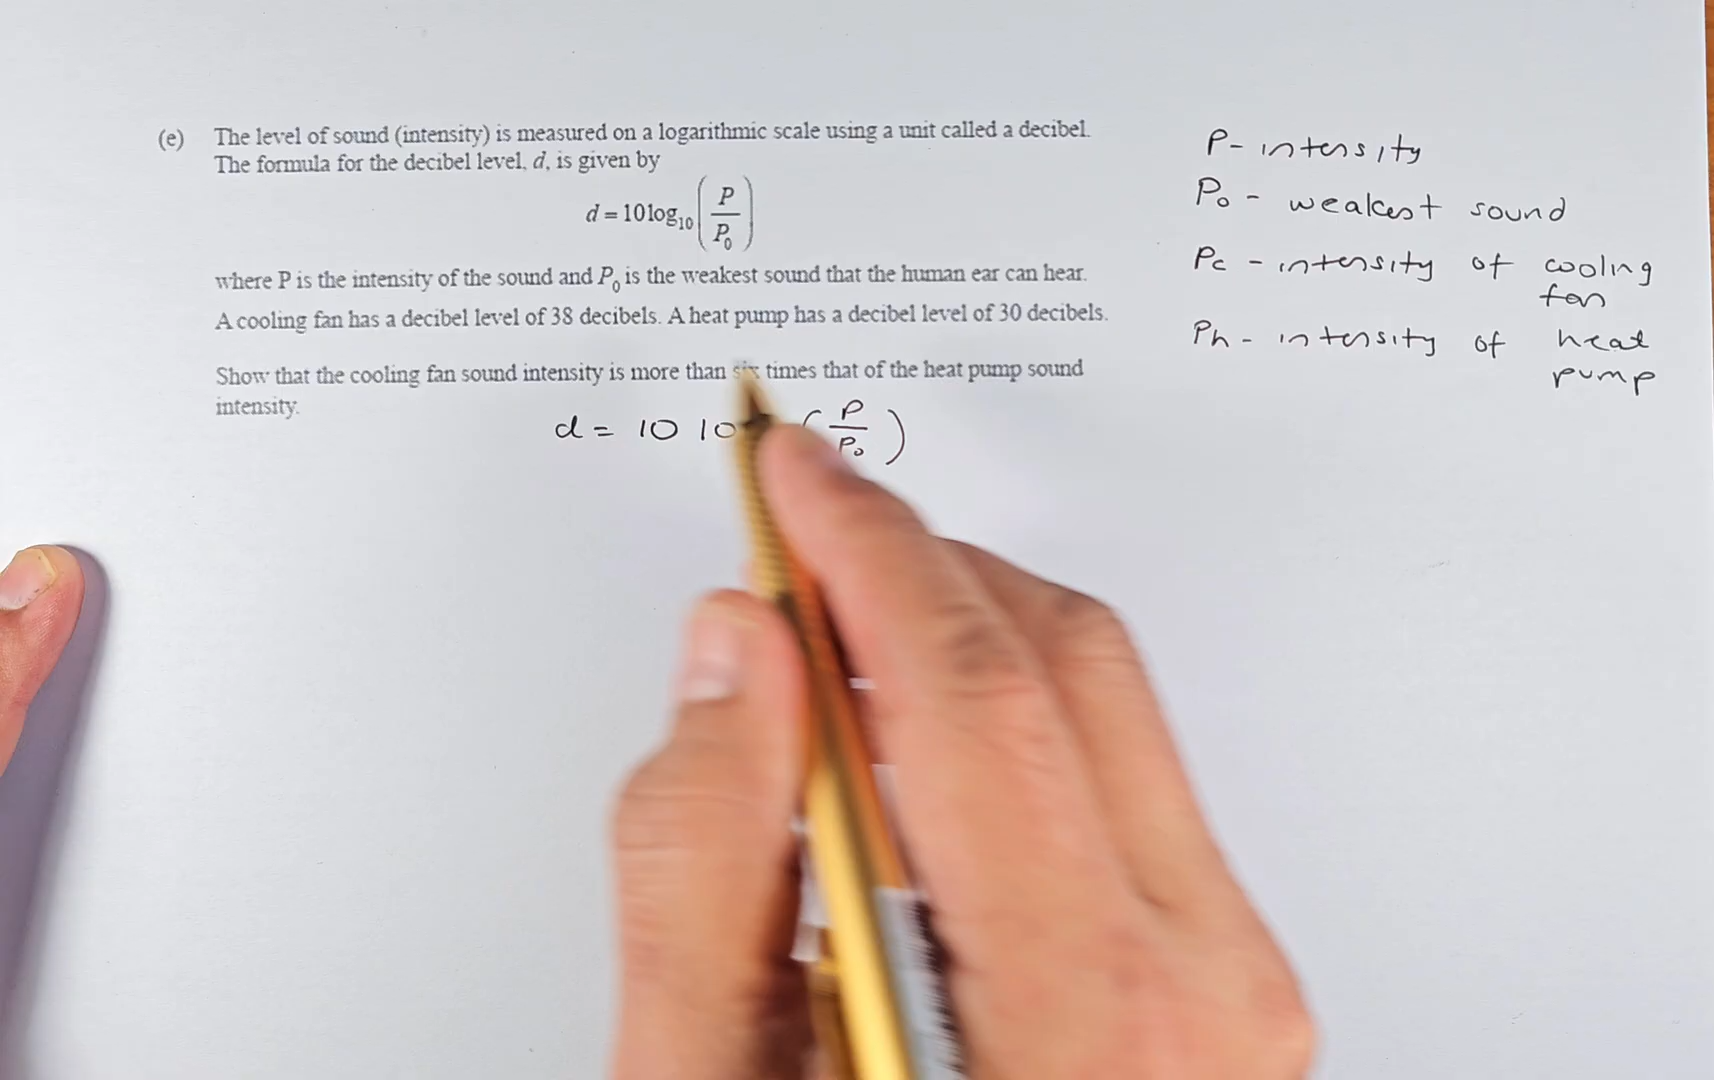 (e) The level of sound (intensity) is measured on a logarithmic scale using a unit called a decibel.
The formula for the decibel level, d, is given by
d = 10log₁₀(P/P₀)
where P is the intensity of the sound and P₀ is the weakest sound that the human ear can hear.
A cooling fan has a decibel level of 38 decibels. A heat pump has a decibel level of 30 decibels.
Show that the cooling fan sound intensity is more than six times that of the heat pump sound
intensity.
d = 10 (P/P₀)
P - intensity
P₀ - weakest sound
Pc - intensity of cooling
fan
Ph - intensity of heat
pump